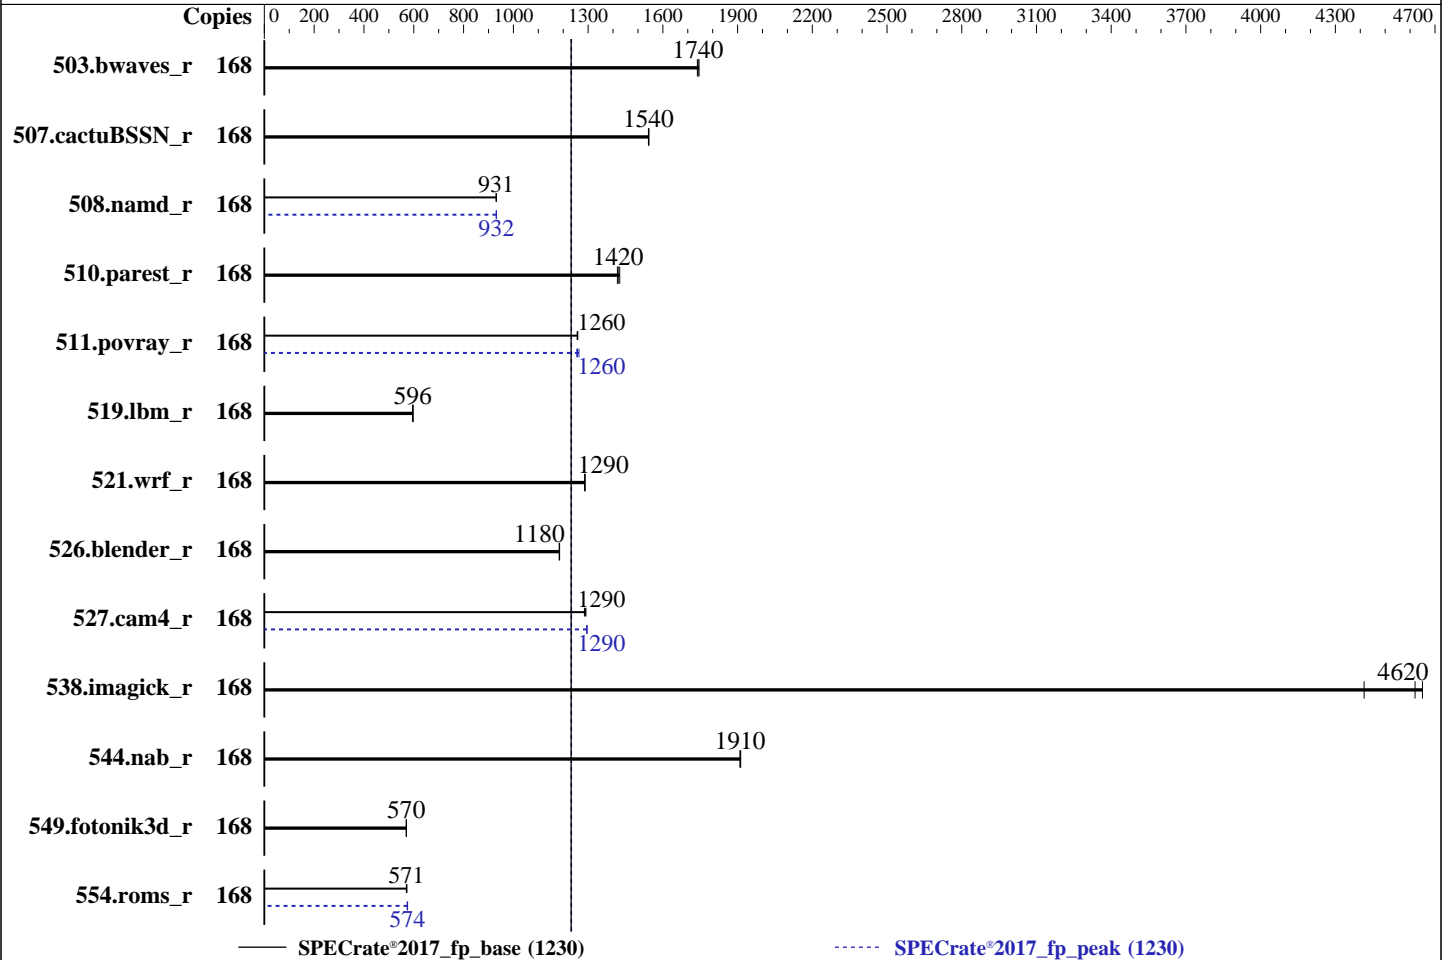 Copies 0 200 400 600 800 1000 1300 1600 1900 2200 2500 2800 3100 3400 3700 4000 4300 4700
503.bwaves_r 168 1740
507.cactuBSSN_r 168 1540
508.namd_r 168 931
932
510.parest_r 168 1420
511.povray_r 168 1260
1260
519.lbm_r 168 596
521.wrf_r 168 1290
526.blender_r 168 1180
527.cam4_r 168 1290
1290
538.imagick_r 168 4620
544.nab_r 168 1910
549.fotonik3d_r 168 570
554.roms_r 168 571
574
SPECrate®2017_fp_base (1230) SPECrate®2017_fp_peak (1230)